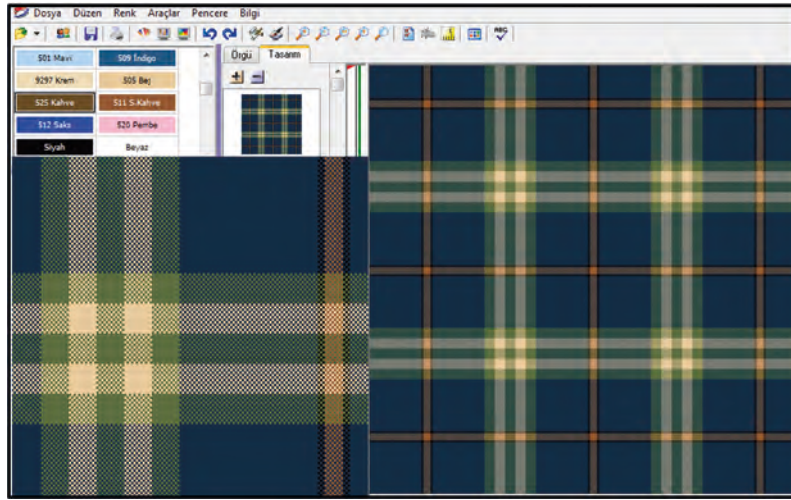 Dosya Düzen Renk Araçlar Pencere Bilgi
ABC
Örgü Tasarım
501 Mavi 509 İndigo
9297 Krem 505 Bej
525 Kahve 511 S.Kahve
512 Saks 520 Pembe
Siyah Beyaz